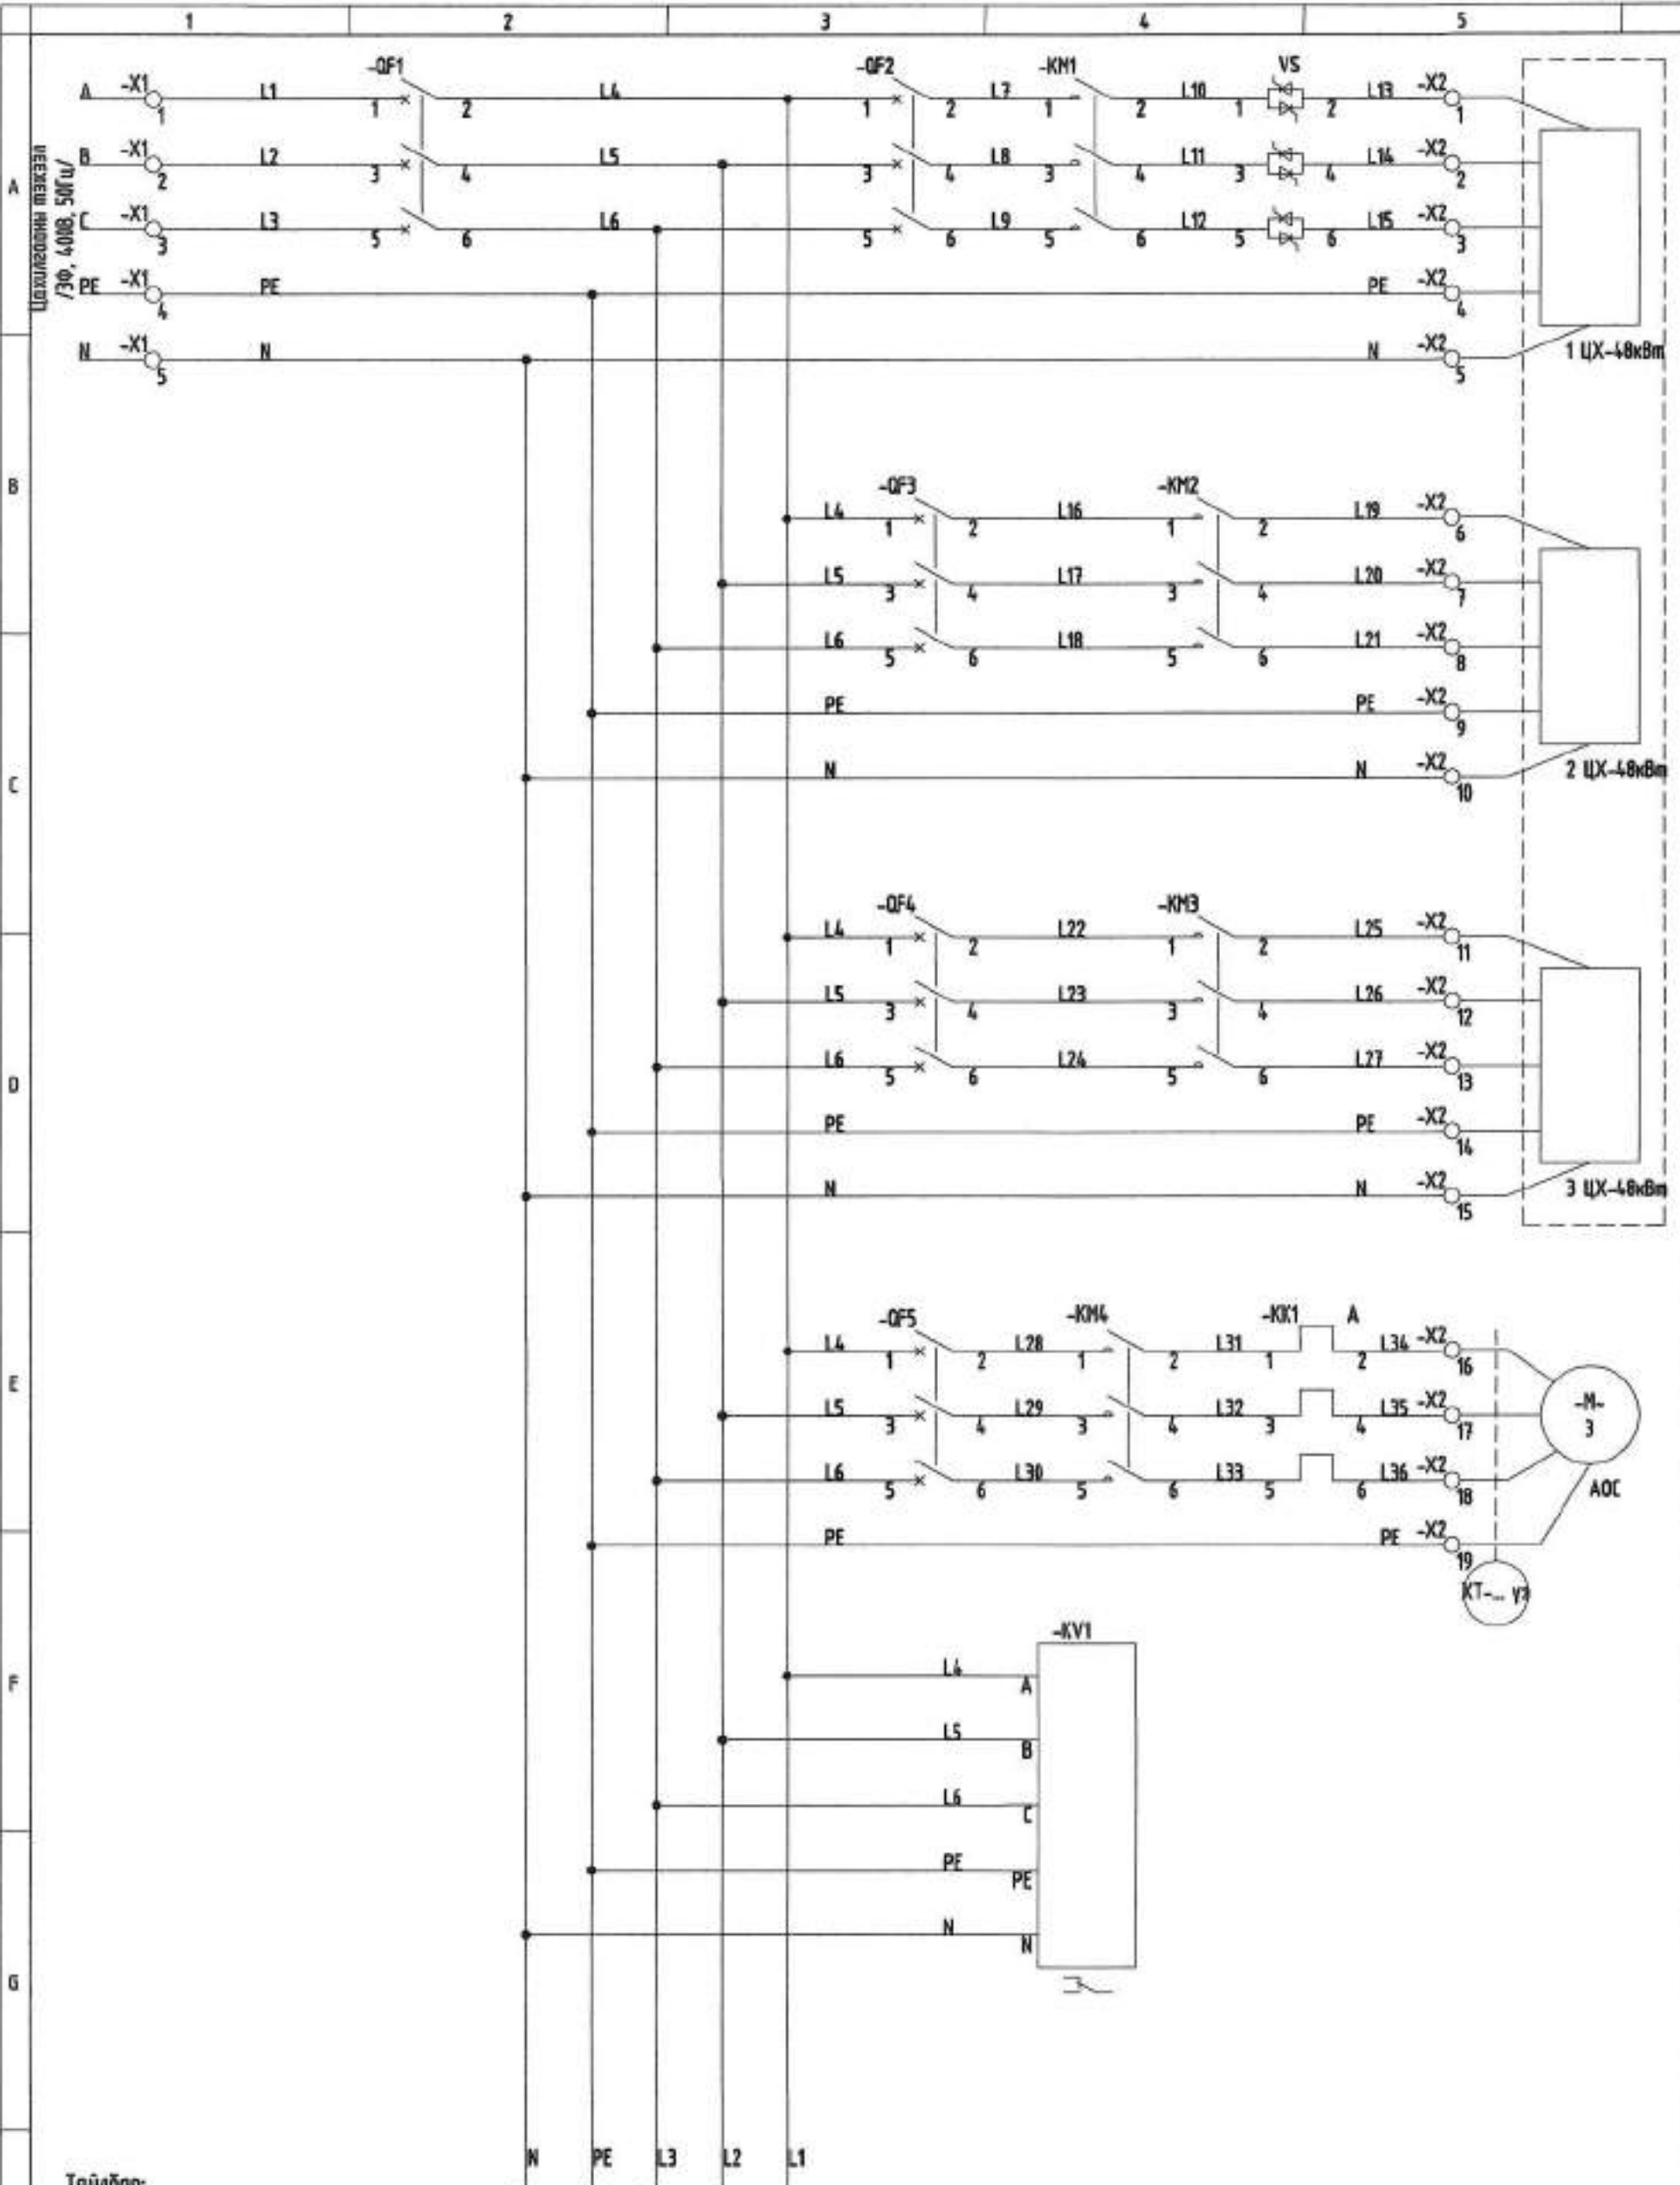 1 2 3 4 5
-QF1 -QF2 -KM1 VS
A -X1 L1 L4 L7 L10 L13 -X2
1 1 2 1 2 1 2 1 2 1
B -X1 L2 L5 L8 L11 L14 -X2
2 3 4 3 4 3 4 3 4 2
A
Цахилгаан тэжээл
/3Ф, 400В, 50Гц/
C -X1 L3 L6 L9 L12 L15 -X2
3 5 6 5 6 5 6 5 6 3
PE -X1 PE PE -X2
4 4
N -X1 N N -X2
5 5
1 ЦХ-48кВт
B
-QF3 -KM2
L4 L16 L19 -X2
1 2 1 2 6
L5 L17 L20 -X2
3 4 3 4 7
L6 L18 L21 -X2
5 6 5 6 8
PE PE -X2
9
N N -X2
10
2 ЦХ-48кВт
C
-QF4 -KM3
L4 L22 L25 -X2
1 2 1 2 11
L5 L23 L26 -X2
3 4 3 4 12
L6 L24 L27 -X2
5 6 5 6 13
D
PE PE -X2
14
N N -X2
15
3 ЦХ-48кВт
-QF5 -KM4 -KK1 A
L4 L28 L31 L34 -X2
1 2 1 2 1 2 16
E
L5 L29 L32 L35 -X2
3 4 3 4 3 4 17
-M~
3
L6 L30 L33 L36 -X2
5 6 5 6 5 6 18
АОС
PE PE -X2
19
-KV1
F
L4
A
L5
B
L6
C
PE
PE
N
N
G
N PE L3 L2 L1